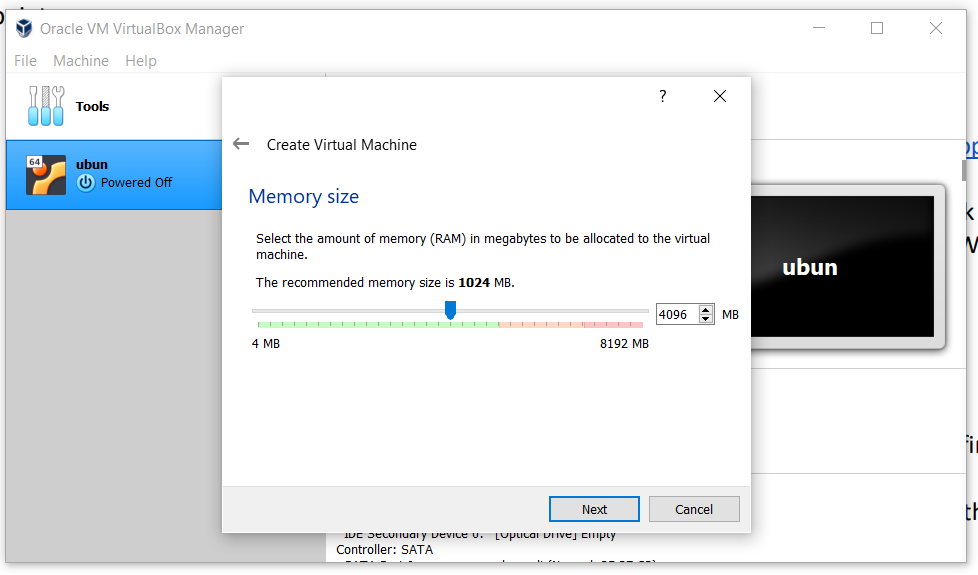 Oracle VM VirtualBox Manager
File Machine Help
Tools
64
ubun
Powered Off
?
Create Virtual Machine
Memory size
Select the amount of memory (RAM) in megabytes to be allocated to the virtual
machine.
The recommended memory size is 1024 MB.
4096 MB
4 MB 8192 MB
Next Cancel
ubun
IDE Secondary Device 0: [Optical Drive] Empty
Controller: SATA